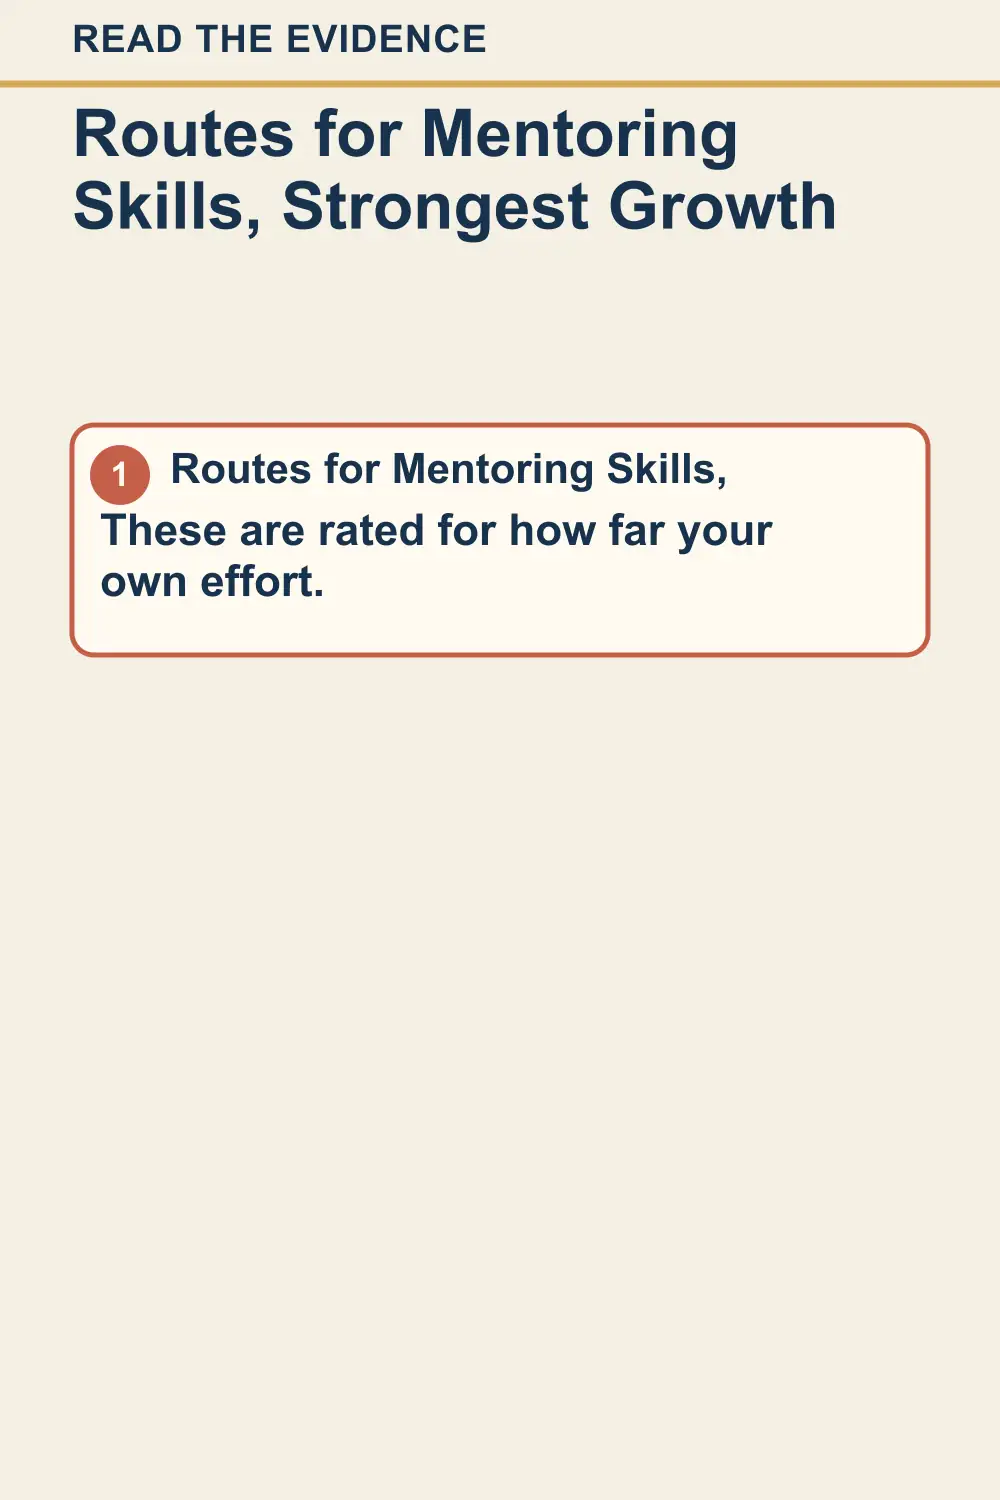 READ THE EVIDENCE
Routes for Mentoring
Skills, Strongest Growth
1 Routes for Mentoring Skills,
These are rated for how far your
own effort.